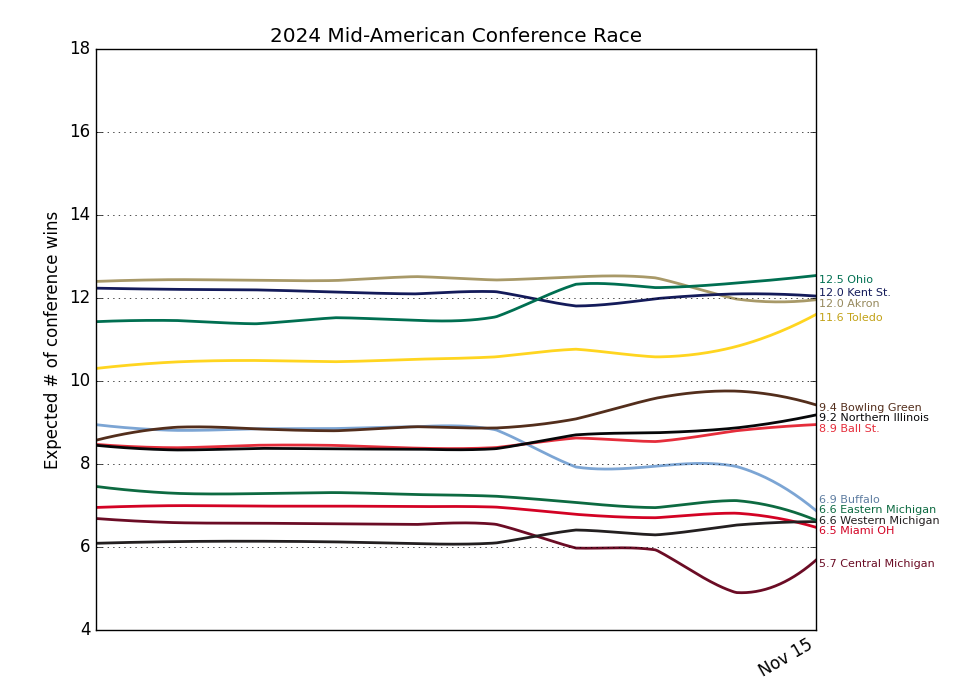 2024 Mid-American Conference Race
Expected # of conference wins
18
16
14
12
10
8
6
4
12.5 Ohio
12.0 Kent St.
12.0 Akron
11.6 Toledo
9.4 Bowling Green
9.2 Northern Illinois
8.9 Ball St.
6.9 Buffalo
6.6 Eastern Michigan
6.6 Western Michigan
6.5 Miami OH
5.7 Central Michigan
Nov 15